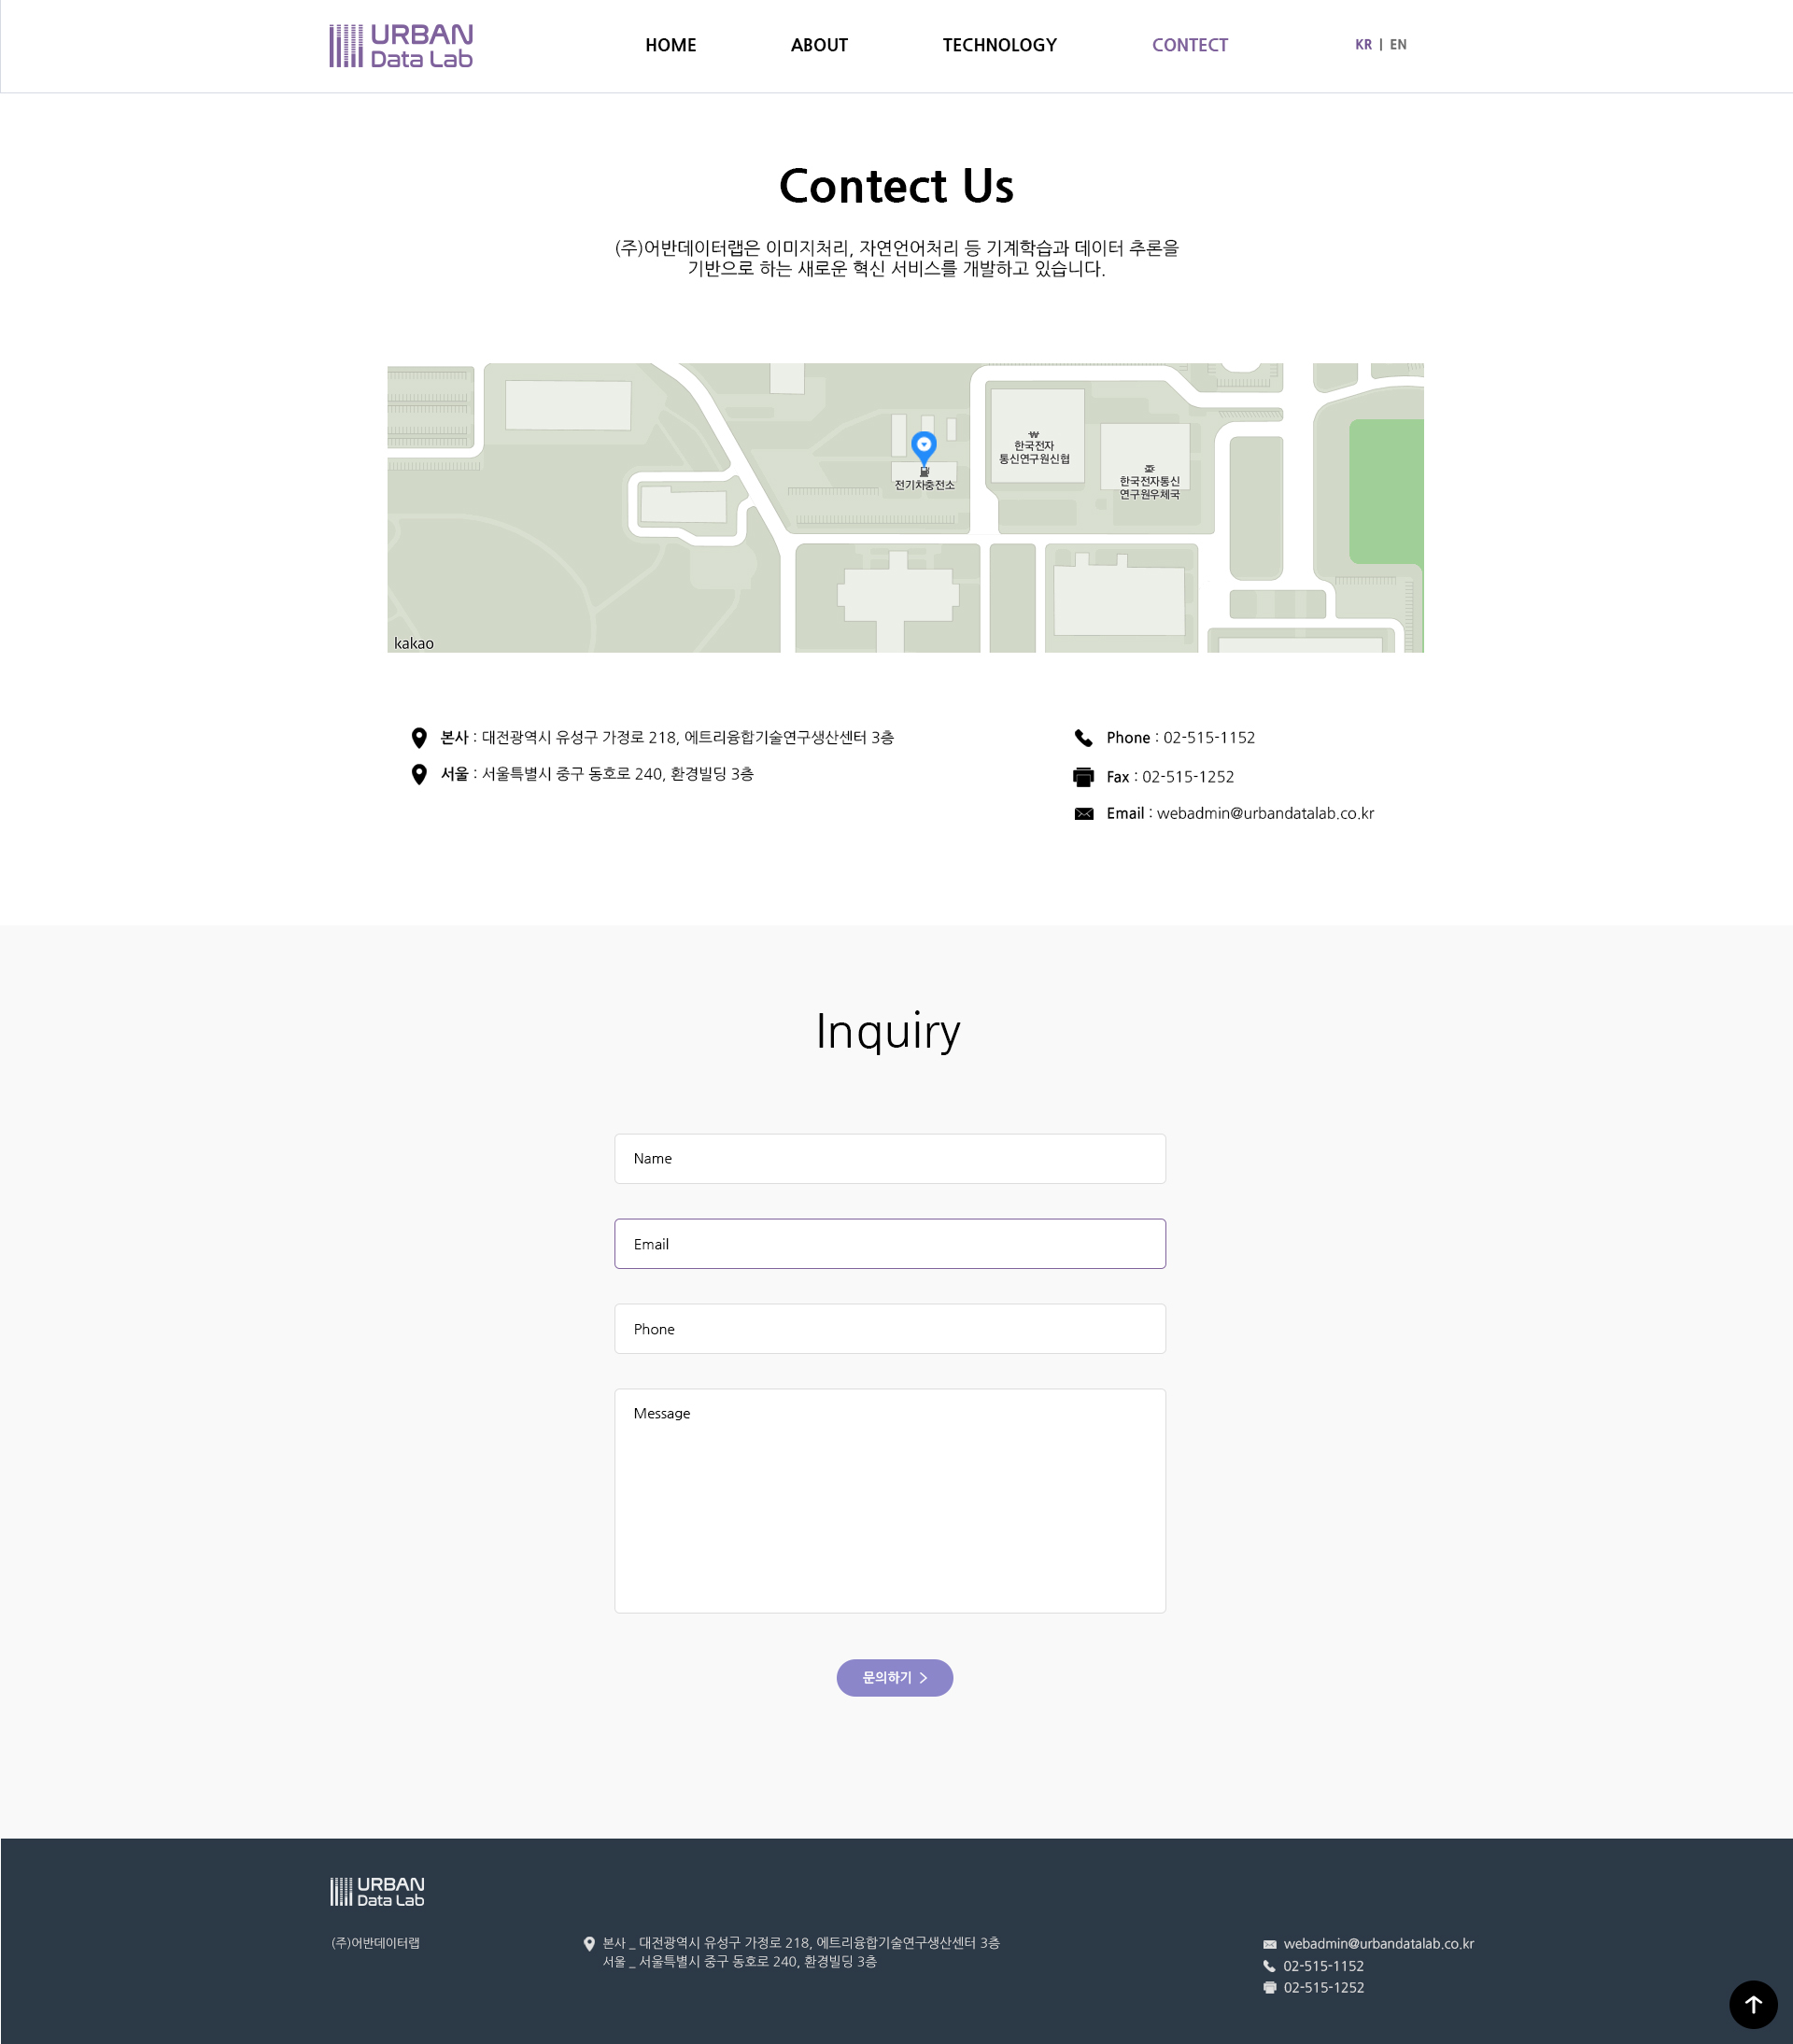 URBAN
Data Lab
HOME
ABOUT
TECHNOLOGY
CONTECT
KR | EN
Contect Us
(주)어반데이터랩은 이미지처리, 자연언어처리 등 기계학습과 데이터 추론을
기반으로 하는 새로운 혁신 서비스를 개발하고 있습니다.
한국전자
통신연구원신협
한국전자통신
연구원우체국
전기차충전소
kakao
본사 : 대전광역시 유성구 가정로 218, 에트리융합기술연구생산센터 3층
서울 : 서울특별시 중구 동호로 240, 환경빌딩 3층
Phone : 02-515-1152
Fax : 02-515-1252
Email : webadmin@urbandatalab.co.kr
Inquiry
Name
Email
Phone
Message
문의하기 >
URBAN
Data Lab
(주)어반데이터랩
본사 _ 대전광역시 유성구 가정로 218, 에트리융합기술연구생산센터 3층
서울 _ 서울특별시 중구 동호로 240, 환경빌딩 3층
webadmin@urbandatalab.co.kr
02-515-1152
02-515-1252